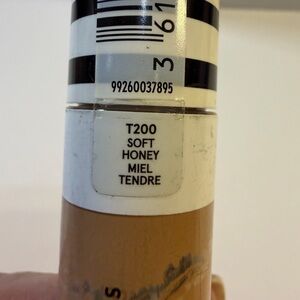 3 61
99260037895
T200
SOFT
HONEY
MIEL
TENDRE
S